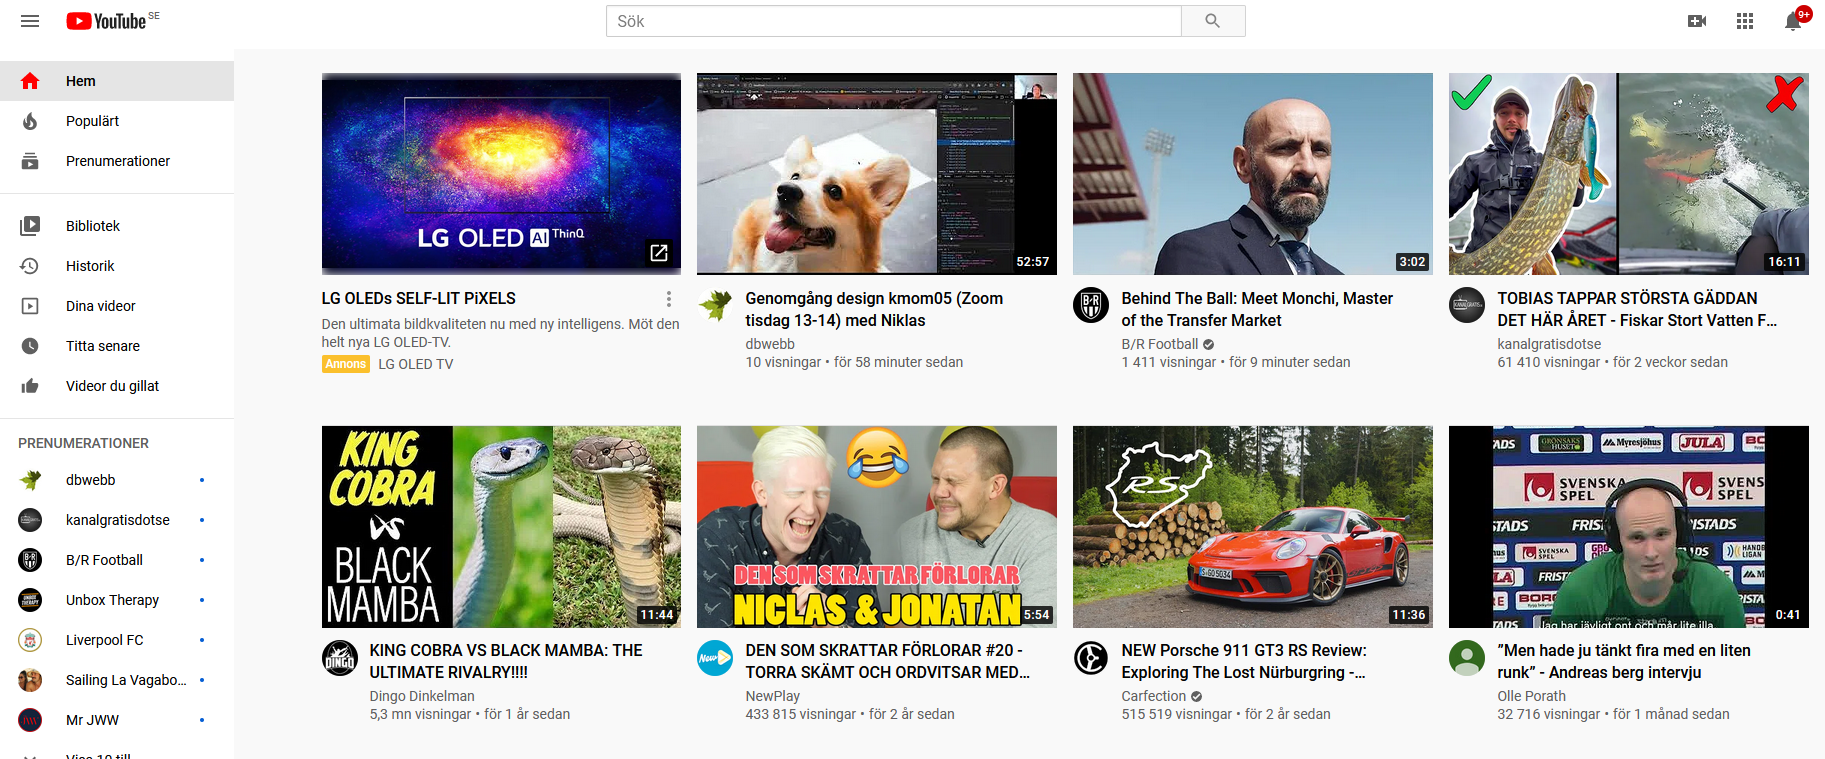 YouTube SE
Sök
9+
Hem
Populärt
Prenumerationer
Bibliotek
Historik
Dina videor
Titta senare
Videor du gillat
PRENUMERATIONER
dbwebb
kanalgratisdotse
B/R Football
Unbox Therapy
Liverpool FC
Sailing La Vagabo...
Mr JWW
Visa 10 till
LG OLED AI ThinQ
LG OLEDs SELF-LIT PiXELS
Den ultimata bildkvaliteten nu med ny intelligens. Möt den
helt nya LG OLED-TV.
Annons LG OLED TV
52:57
Genomgång design kmom05 (Zoom
tisdag 13-14) med Niklas
dbwebb
10 visningar • för 58 minuter sedan
3:02
B/R
Behind The Ball: Meet Monchi, Master
of the Transfer Market
B/R Football
1 411 visningar • för 9 minuter sedan
16:11
TOBIAS TAPPAR STÖRSTA GÄDDAN
DET HÄR ÅRET - Fiskar Stort Vatten F...
kanalgratisdotse
61 410 visningar • för 2 veckor sedan
KING
COBRA
VS
BLACK
MAMBA
11:44
DINGO
KING COBRA VS BLACK MAMBA: THE
ULTIMATE RIVALRY!!!!
Dingo Dinkelman
5,3 mn visningar • för 1 år sedan
DEN SOM SKRATTAR FÖRLORAR
NICLAS & JONATAN
5:54
New
DEN SOM SKRATTAR FÖRLORAR #20 -
TORRA SKÄMT OCH ORDVITSAR MED...
NewPlay
433 815 visningar • för 2 år sedan
RS
S·GO 5034
11:36
NEW Porsche 911 GT3 RS Review:
Exploring The Lost Nürburgring -...
Carfection
515 519 visningar • för 2 år sedan
GRÖNSAKS HUSET Myresjöhus JULA
SVENSKA SPEL SVENSKA SPEL
FRISTADS
SVENSKA SPEL
Jag har jävligt ont och mår lite illa
0:41
”Men hade ju tänkt fira med en liten
runk” - Andreas berg intervju
Olle Porath
32 716 visningar • för 1 månad sedan